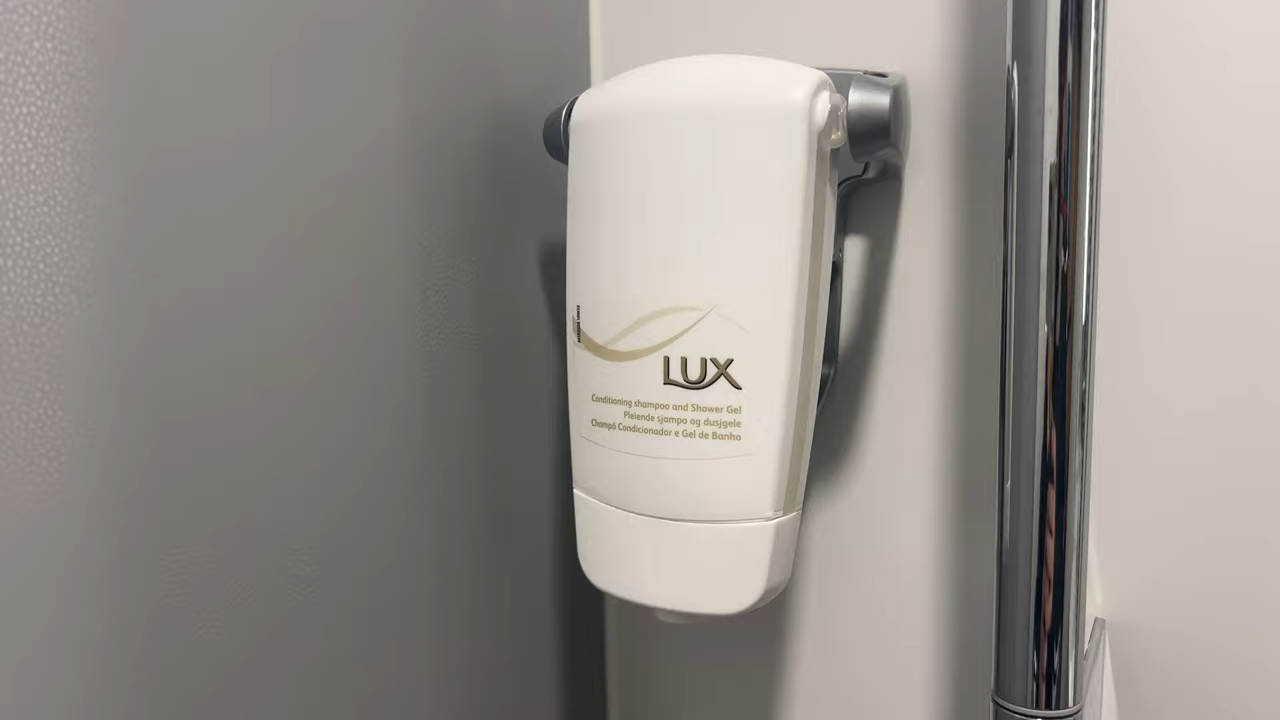 LUX
Conditioning shampoo and Shower Gel
Pleiende sjampo og dusjgele
Champô Condicionador e Gel de Banho